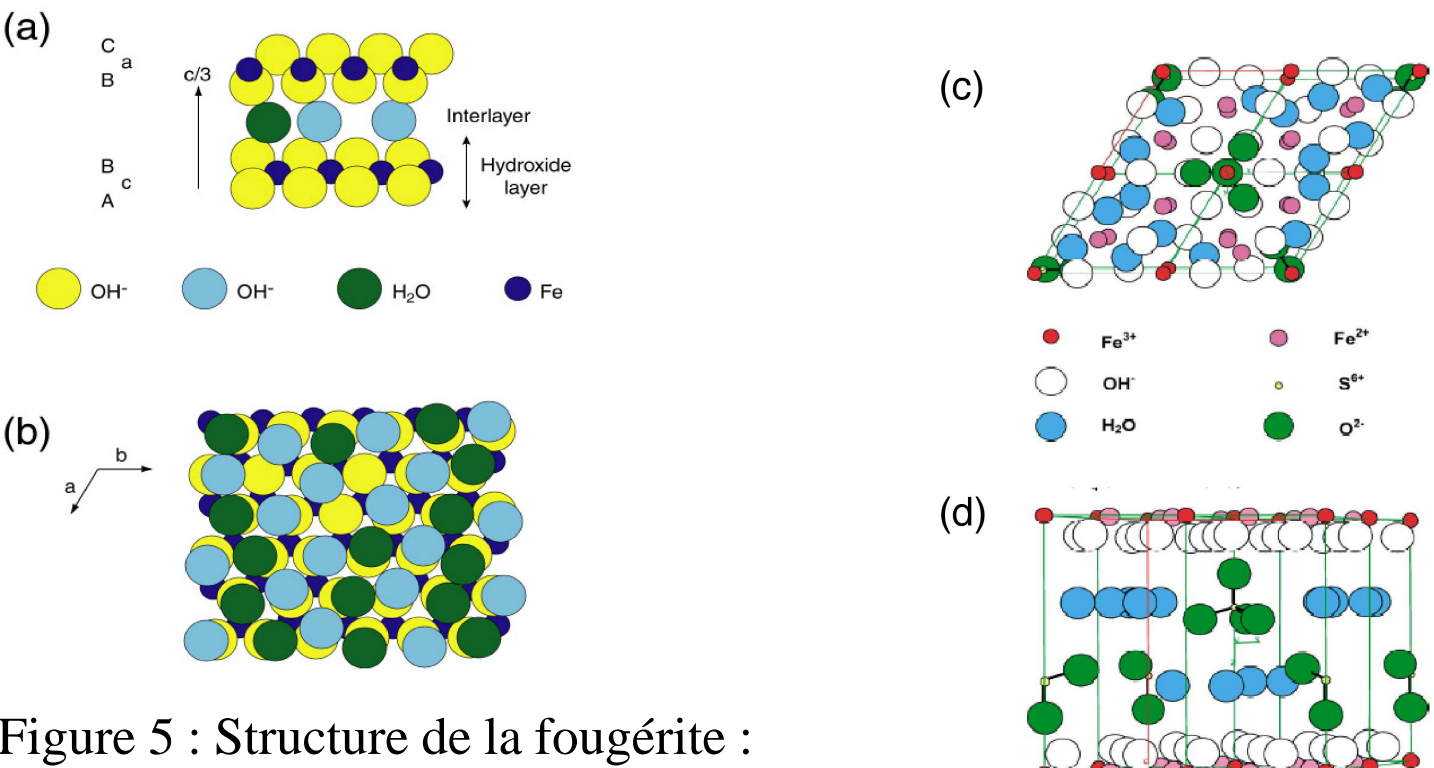 (a)
C
a
B
c/3
B
c
A
Interlayer
Hydroxide
layer
OH-
OH-
H2O
Fe
(b)
b
a
Figure 5 : Structure de la fougérite :
(c)
Fe3+
Fe2+
OH-
S6+
H2O
O2-
(d)